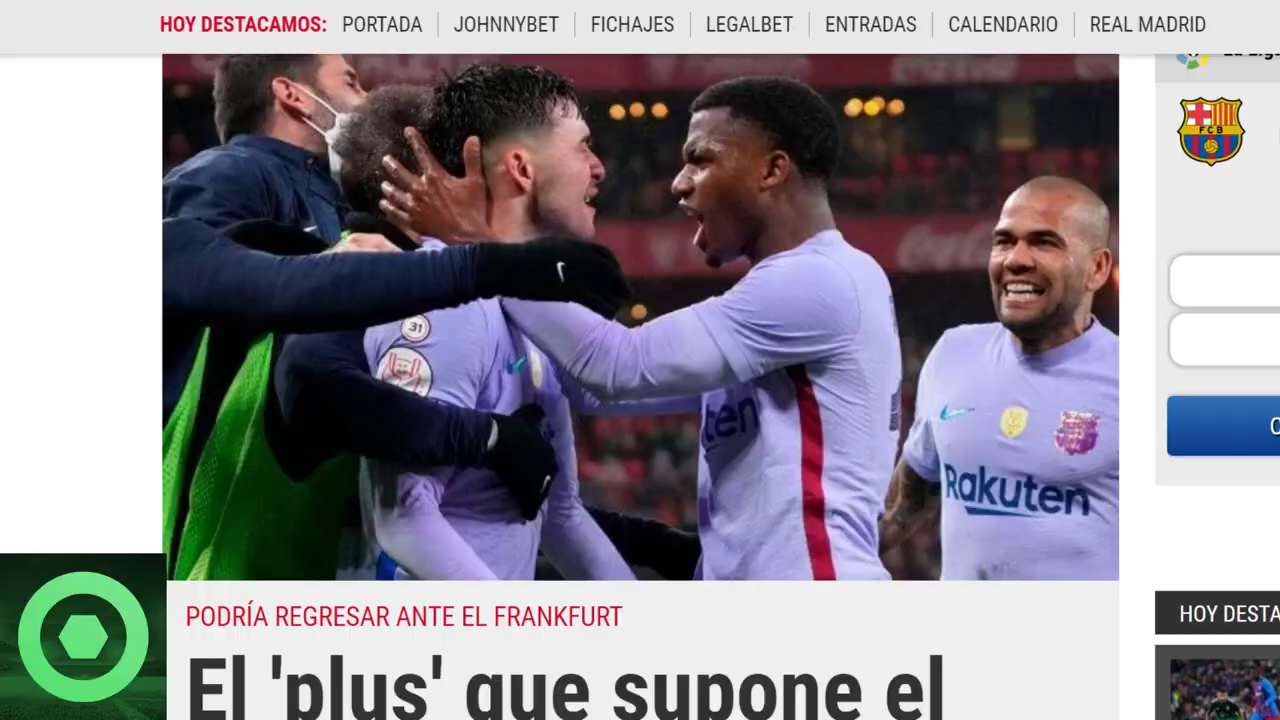 HOY DESTACAMOS: PORTADA JOHNNYBET FICHAJES LEGALBET ENTRADAS CALENDARIO REAL MADRID
FCB
31
Rakuten
PODRÍA REGRESAR ANTE EL FRANKFURT
El 'plus' que supone el
HOY DESTA